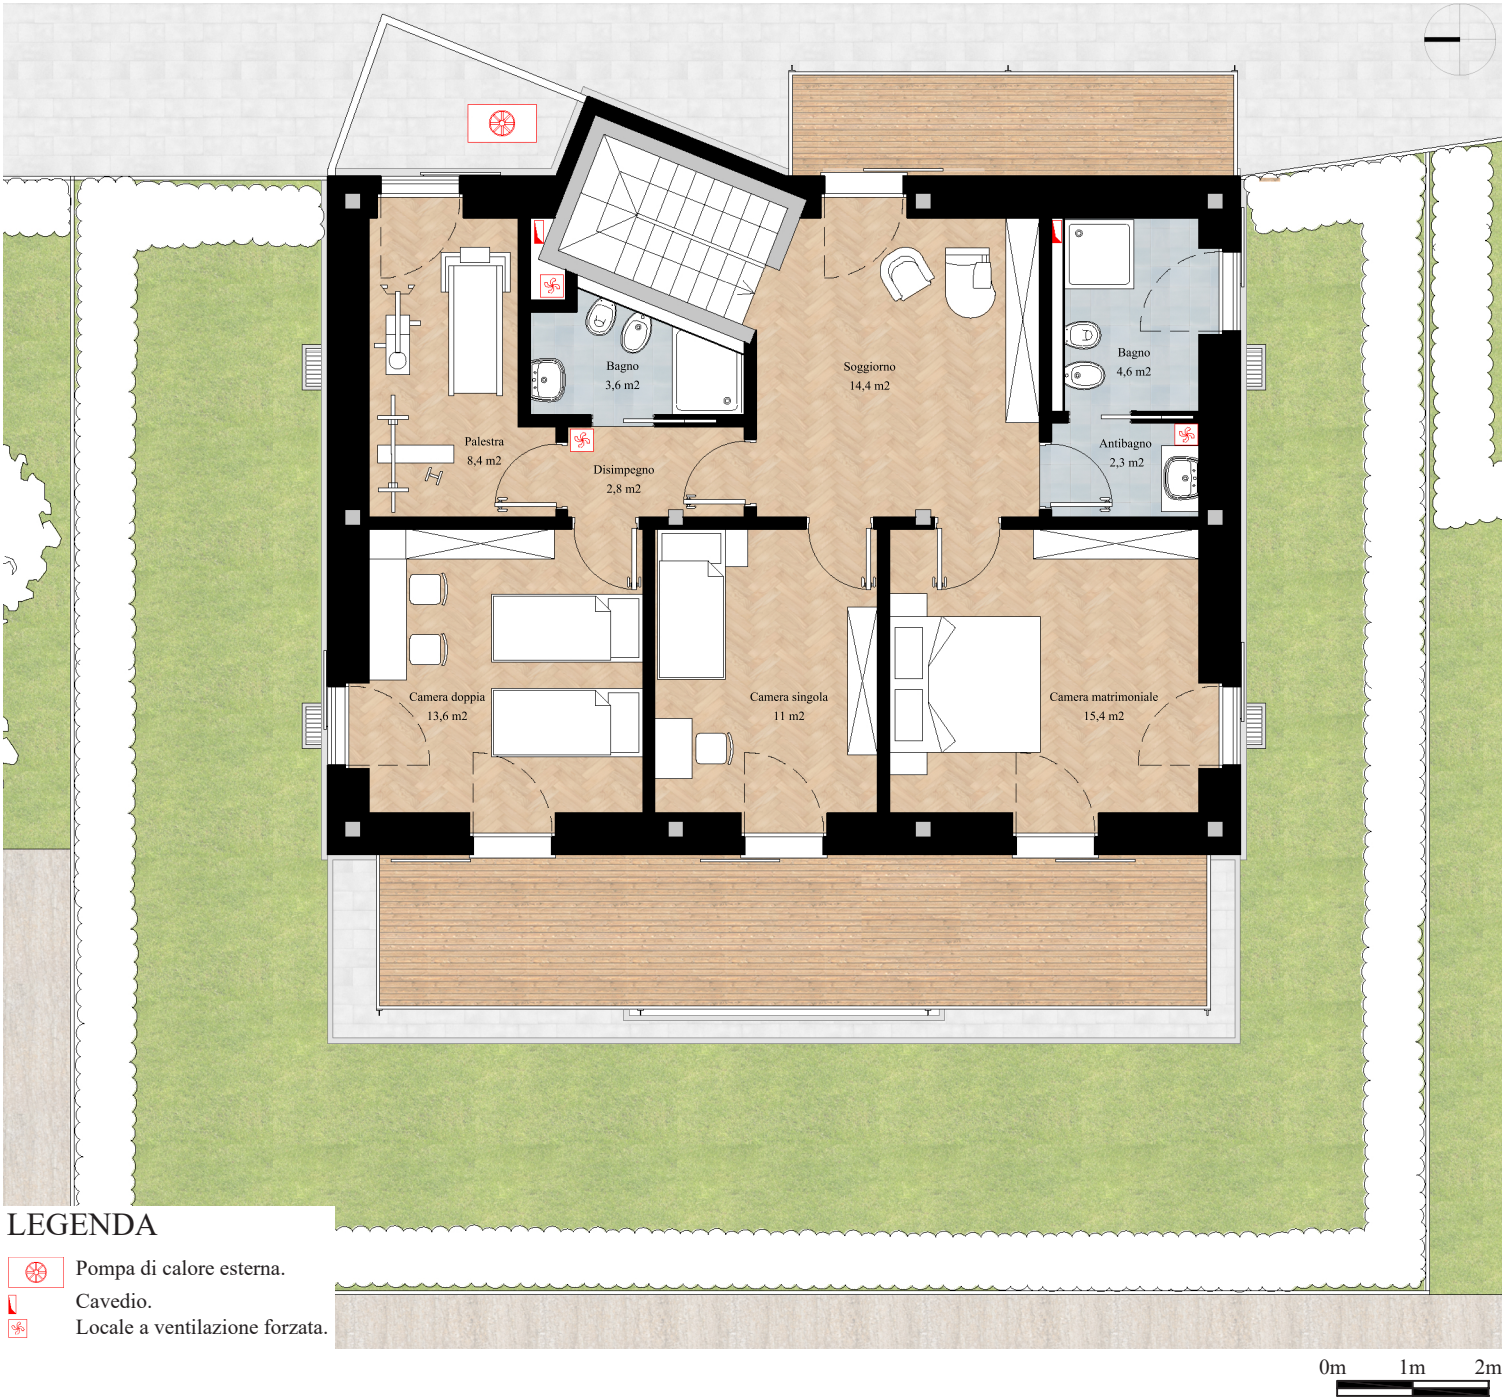 Soggiorno
14,4 m2
Bagno
3,6 m2
Bagno
4,6 m2
Palestra
8,4 m2
Disimpegno
2,8 m2
Antibagno
2,3 m2
Camera doppia
13,6 m2
Camera singola
11 m2
Camera matrimoniale
15,4 m2
LEGENDA
Pompa di calore esterna.
Cavedio.
Locale a ventilazione forzata.
0m 1m 2m